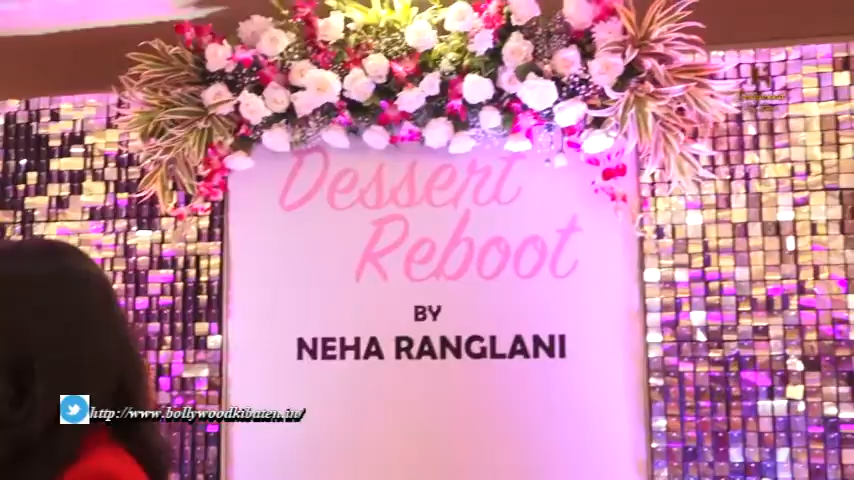 Dessert
Reboot
BY
NEHA RANGLANI
http://www.bollywoodkibaten.in/